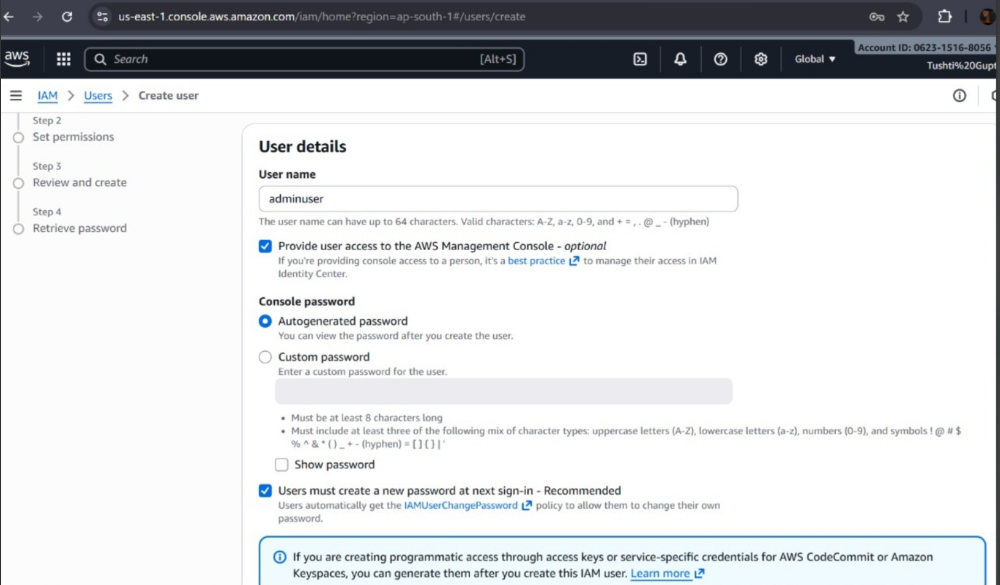 us-east-1.console.aws.amazon.com/iam/home?region=ap-south-1#/users/create
aws
Search
[Alt+S]
Global
Account ID: 0623-1516-8056
Tushti%20Gupt
IAM > Users > Create user
Step 2
Set permissions
Step 3
Review and create
Step 4
Retrieve password
User details
User name
adminuser
The user name can have up to 64 characters. Valid characters: A-Z, a-z, 0-9, and + = , . @ _ - (hyphen)
Provide user access to the AWS Management Console - optional
If you're providing console access to a person, it's a best practice to manage their access in IAM
Identity Center.
Console password
Autogenerated password
You can view the password after you create the user.
Custom password
Enter a custom password for the user.
• Must be at least 8 characters long
• Must include at least three of the following mix of character types: uppercase letters (A-Z), lowercase letters (a-z), numbers (0-9), and symbols ! @ # $
% ^ & * ( ) _ + - (hyphen) = [ ] { } | '
Show password
Users must create a new password at next sign-in - Recommended
Users automatically get the IAMUserChangePassword policy to allow them to change their own
password.
If you are creating programmatic access through access keys or service-specific credentials for AWS CodeCommit or Amazon
Keyspaces, you can generate them after you create this IAM user. Learn more